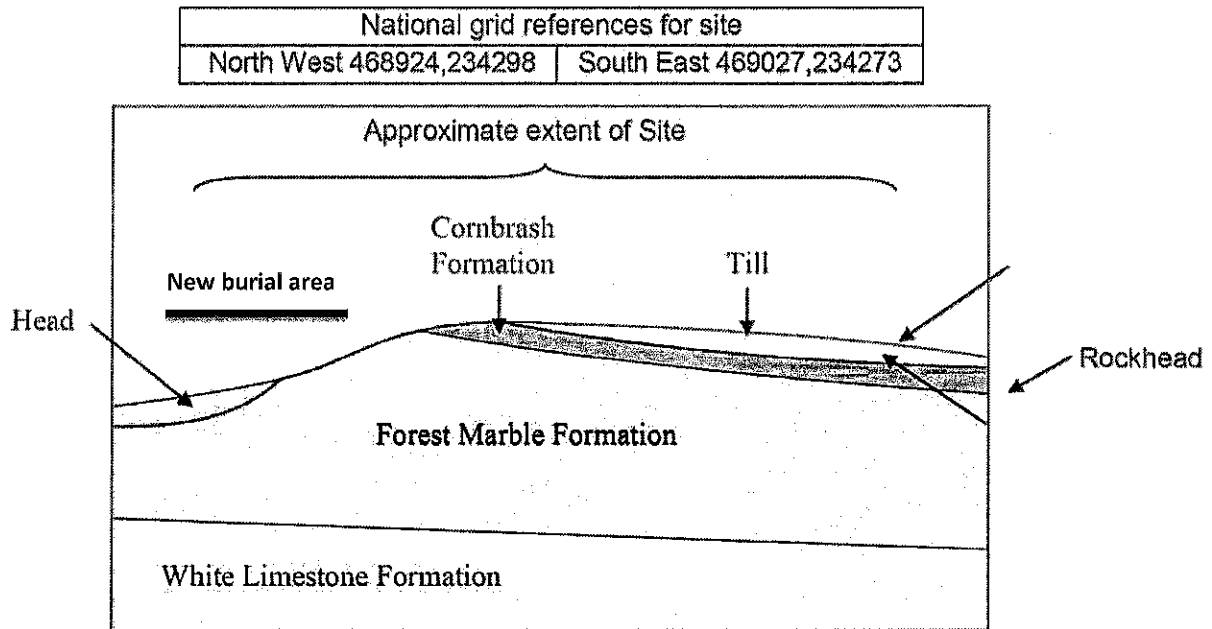 National grid references for site
North West 468924,234298 South East 469027,234273
Approximate extent of Site
Cornbrash
Formation
Till
New burial area
Head
Rockhead
Forest Marble Formation
White Limestone Formation